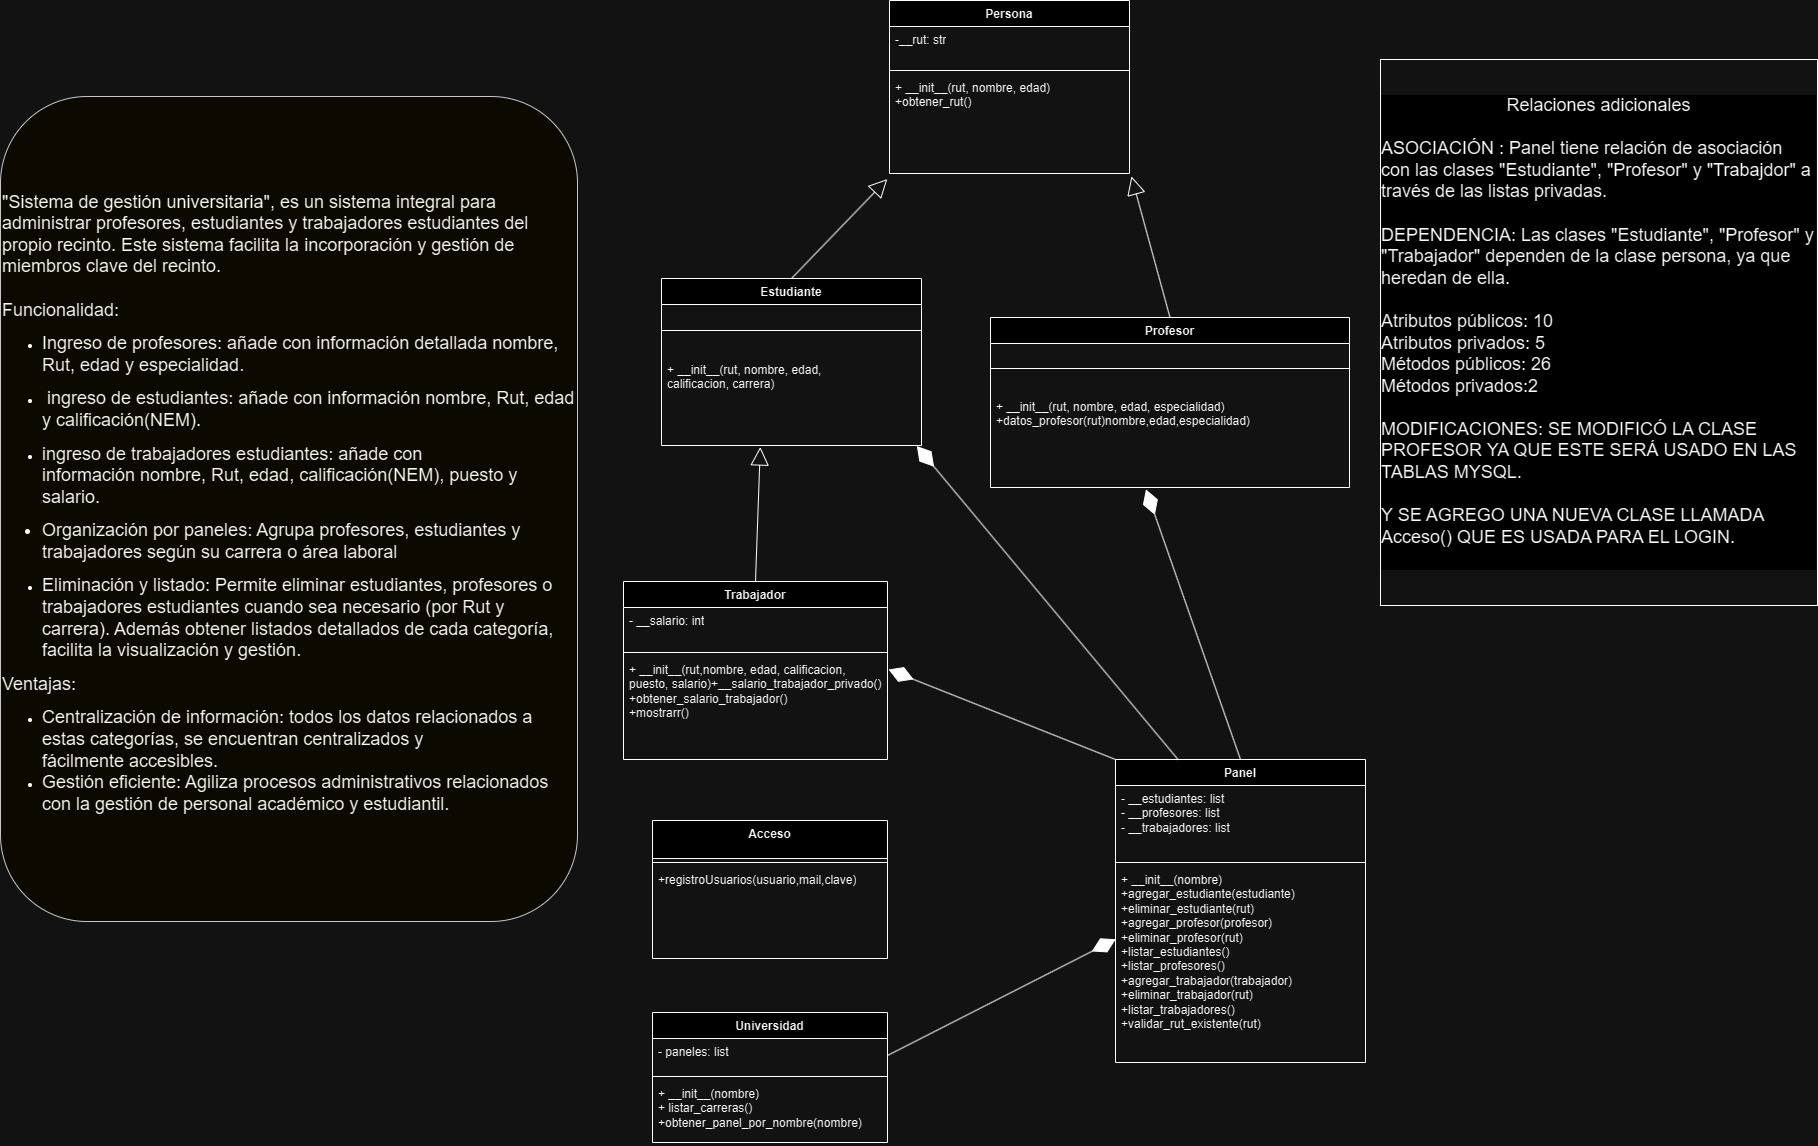 "Sistema de gestión universitaria", es un sistema integral para
administrar profesores, estudiantes y trabajadores estudiantes del
propio recinto. Este sistema facilita la incorporación y gestión de
miembros clave del recinto.
Funcionalidad:
• Ingreso de profesores: añade con información detallada nombre,
Rut, edad y especialidad.
• ingreso de estudiantes: añade con información nombre, Rut, edad
y calificación(NEM).
• ingreso de trabajadores estudiantes: añade con
información nombre, Rut, edad, calificación(NEM), puesto y
salario.
• Organización por paneles: Agrupa profesores, estudiantes y
trabajadores según su carrera o área laboral
• Eliminación y listado: Permite eliminar estudiantes, profesores o
trabajadores estudiantes cuando sea necesario (por Rut y
carrera). Además obtener listados detallados de cada categoría,
facilita la visualización y gestión.
Ventajas:
• Centralización de información: todos los datos relacionados a
estas categorías, se encuentran centralizados y
fácilmente accesibles.
• Gestión eficiente: Agiliza procesos administrativos relacionados
con la gestión de personal académico y estudiantil.
Persona
-__rut: str
+ __init__(rut, nombre, edad)
+obtener_rut()
Estudiante
+ __init__(rut, nombre, edad,
calificacion, carrera)
Profesor
+ __init__(rut, nombre, edad, especialidad)
+datos_profesor(rut)nombre,edad,especialidad)
Trabajador
- __salario: int
+ __init__(rut,nombre, edad, calificacion,
puesto, salario)+__salario_trabajador_privado()
+obtener_salario_trabajador()
+mostrarr()
Acceso
+registroUsuarios(usuario,mail,clave)
Universidad
- paneles: list
+ __init__(nombre)
+ listar_carreras()
+obtener_panel_por_nombre(nombre)
Panel
- __estudiantes: list
- __profesores: list
- __trabajadores: list
+ __init__(nombre)
+agregar_estudiante(estudiante)
+eliminar_estudiante(rut)
+agregar_profesor(profesor)
+eliminar_profesor(rut)
+listar_estudiantes()
+listar_profesores()
+agregar_trabajador(trabajador)
+eliminar_trabajador(rut)
+listar_trabajadores()
+validar_rut_existente(rut)
Relaciones adicionales
ASOCIACIÓN : Panel tiene relación de asociación
con las clases "Estudiante", "Profesor" y "Trabajdor" a
través de las listas privadas.
DEPENDENCIA: Las clases "Estudiante", "Profesor" y
"Trabajador" dependen de la clase persona, ya que
heredan de ella.
Atributos públicos: 10
Atributos privados: 5
Métodos públicos: 26
Métodos privados:2
MODIFICACIONES: SE MODIFICÓ LA CLASE
PROFESOR YA QUE ESTE SERÁ USADO EN LAS
TABLAS MYSQL.
Y SE AGREGO UNA NUEVA CLASE LLAMADA
Acceso() QUE ES USADA PARA EL LOGIN.